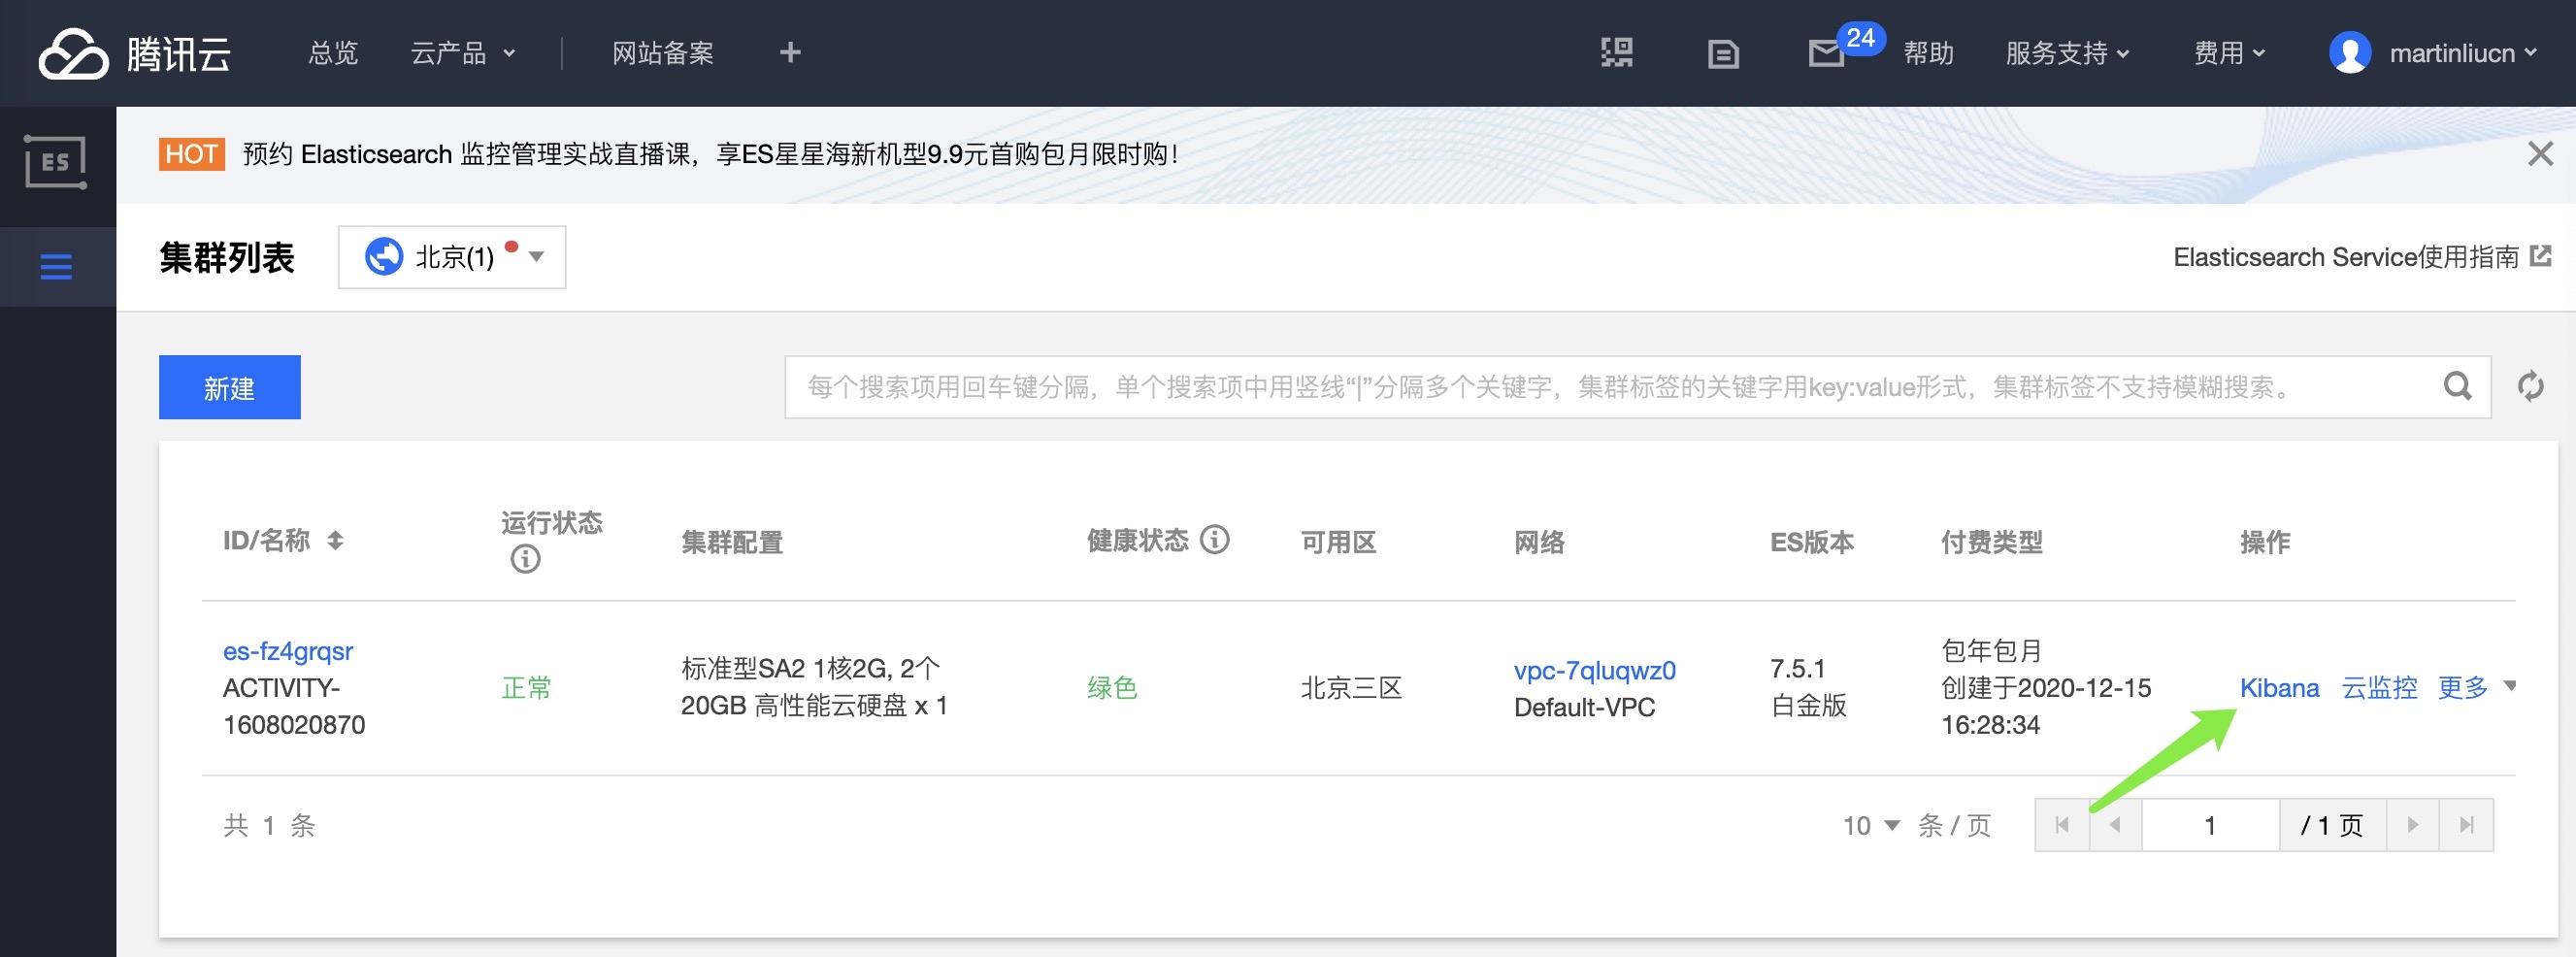 腾讯云 总览 云产品 网站备案 + 24 帮助 服务支持 费用 martinliucn
ES
HOT 预约 Elasticsearch 监控管理实战直播课，享ES星星海新机型9.9元首购包月限时购！
集群列表 北京(1) Elasticsearch Service使用指南
新建 每个搜索项用回车键分隔，单个搜索项中用竖线“|”分隔多个关键字，集群标签的关键字用key:value形式，集群标签不支持模糊搜索。
ID/名称 运行状态 集群配置 健康状态 可用区 网络 ES版本 付费类型 操作
es-fz4grqsr
ACTIVITY-
1608020870
正常
标准型SA2 1核2G, 2个
20GB 高性能云硬盘 x 1
绿色
北京三区
vpc-7qluqwz0
Default-VPC
7.5.1
白金版
包年包月
创建于2020-12-15
16:28:34
Kibana 云监控 更多
共 1 条 10 条 / 页 1 / 1 页